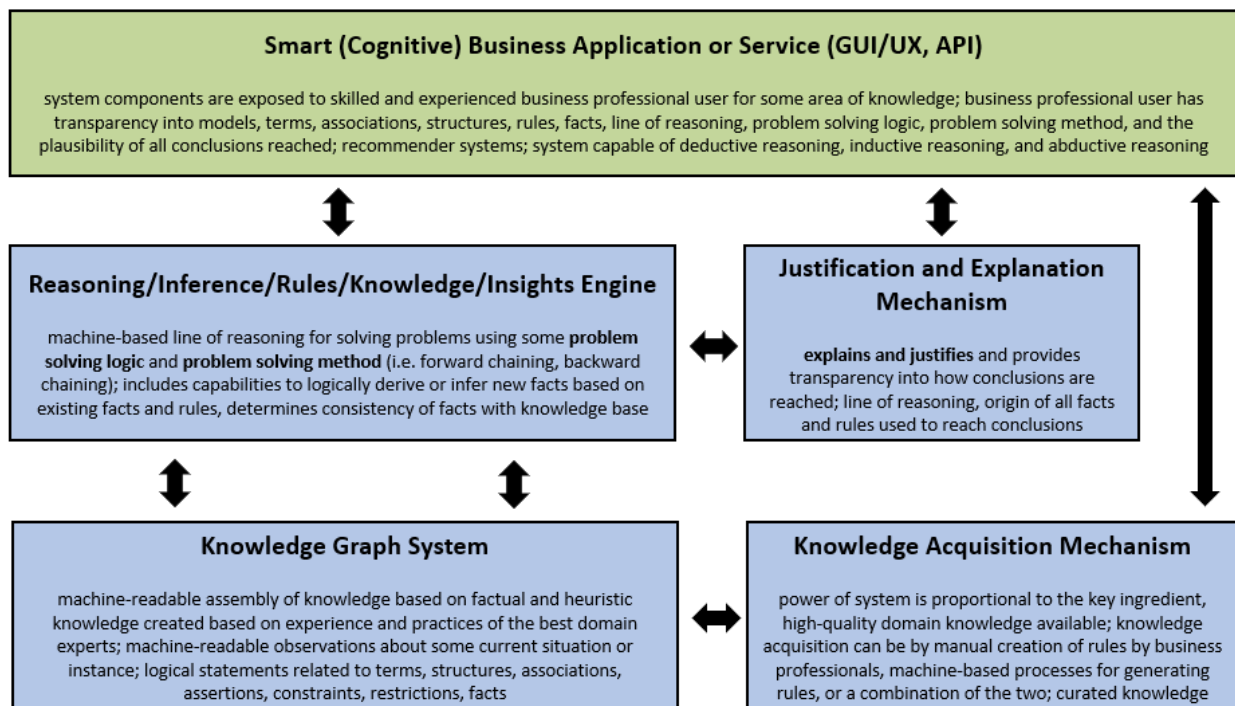 Smart (Cognitive) Business Application or Service (GUI/UX, API)
system components are exposed to skilled and experienced business professional user for some area of knowledge; business professional user has
transparency into models, terms, associations, structures, rules, facts, line of reasoning, problem solving logic, problem solving method, and the
plausibility of all conclusions reached; recommender systems; system capable of deductive reasoning, inductive reasoning, and abductive reasoning
Reasoning/Inference/Rules/Knowledge/Insights Engine
machine-based line of reasoning for solving problems using some problem
solving logic and problem solving method (i.e. forward chaining, backward
chaining); includes capabilities to logically derive or infer new facts based on
existing facts and rules, determines consistency of facts with knowledge base
Justification and Explanation
Mechanism
explains and justifies and provides
transparency into how conclusions are
reached; line of reasoning, origin of all facts
and rules used to reach conclusions
Knowledge Graph System
machine-readable assembly of knowledge based on factual and heuristic
knowledge created based on experience and practices of the best domain
experts; machine-readable observations about some current situation or
instance; logical statements related to terms, structures, associations,
assertions, constraints, restrictions, facts
Knowledge Acquisition Mechanism
power of system is proportional to the key ingredient,
high-quality domain knowledge available; knowledge
acquisition can be by manual creation of rules by business
professionals, machine-based processes for generating
rules, or a combination of the two; curated knowledge